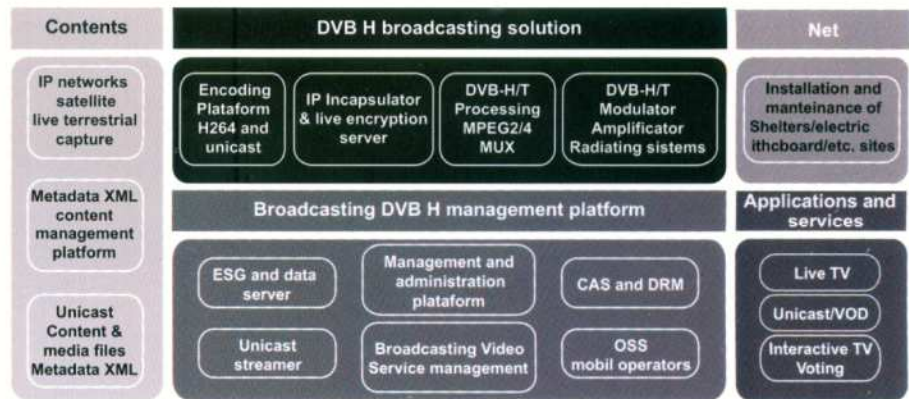 Contents
IP networks
satellite
live terrestrial
capture
Metadata XML
content
management
platform
Unicast
Content &
media files
Metadata XML
DVB H broadcasting solution
Encoding
Plataform
H264 and
unicast
IP Incapsulator
& live encryption
server
DVB-H/T
Processing
MPEG2/4
MUX
DVB-H/T
Modulator
Amplificator
Radiating sistems
Broadcasting DVB H management platform
ESG and data
server
Management and
administration
plataform
CAS and DRM
Unicast
streamer
Broadcasting Video
Service management
OSS
mobil operators
Net
Installation and
manteinance of
Shelters/electric
ithcboard/etc. sites
Applications and
services
Live TV
Unicast/VOD
Interactive TV
Voting